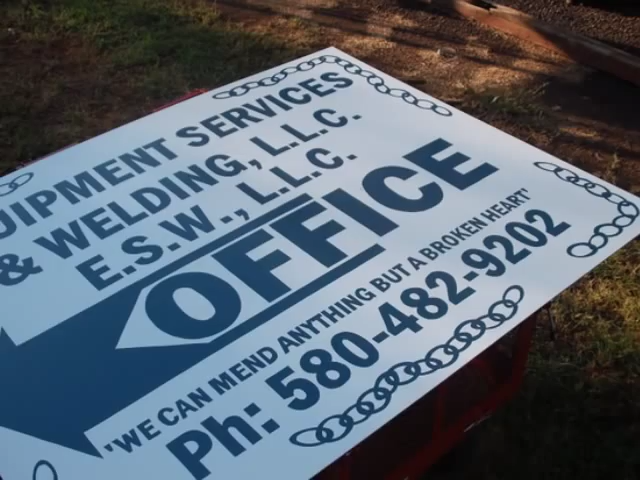 UIPMENT SERVICES
& WELDING, L.L.C.
E.S.W., L.L.C.
OFFICE
'WE CAN MEND ANYTHING BUT A BROKEN HEART'
Ph: 580-482-9202